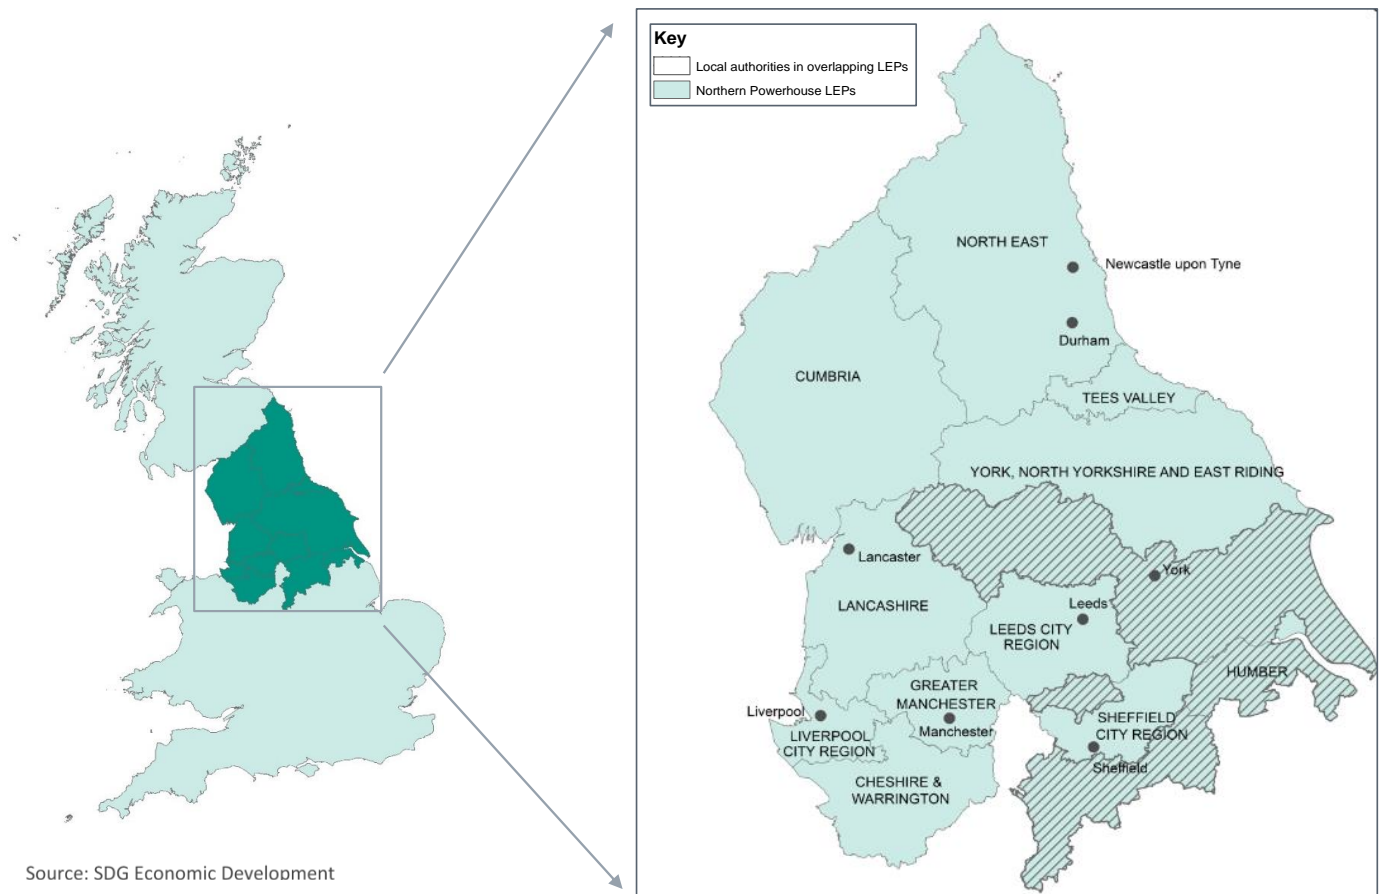 Key
Local authorities in overlapping LEPs
Northern Powerhouse LEPs
NORTH EAST
Newcastle upon Tyne
Durham
CUMBRIA
TEES VALLEY
YORK, NORTH YORKSHIRE AND EAST RIDING
Lancaster
York
LANCASHIRE
Leeds
LEEDS CITY
REGION
HUMBER
GREATER
MANCHESTER
Manchester
Liverpool
LIVERPOOL
CITY REGION
SHEFFIELD
CITY REGION
Sheffield
CHESHIRE &
WARRINGTON
Source: SDG Economic Development